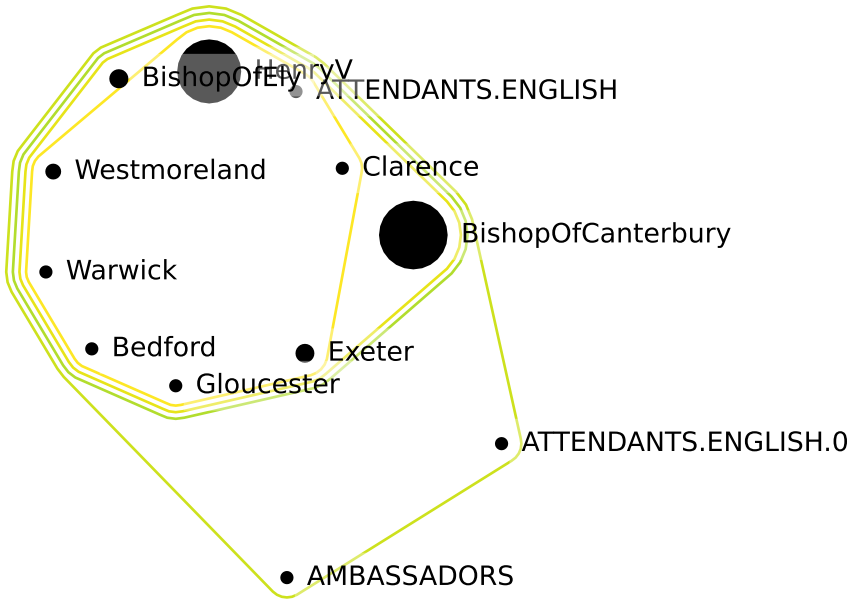 HenryV
BishopOfEly
ATTENDANTS.ENGLISH
Clarence
Westmoreland
BishopOfCanterbury
Warwick
Bedford
Exeter
Gloucester
ATTENDANTS.ENGLISH.0
AMBASSADORS